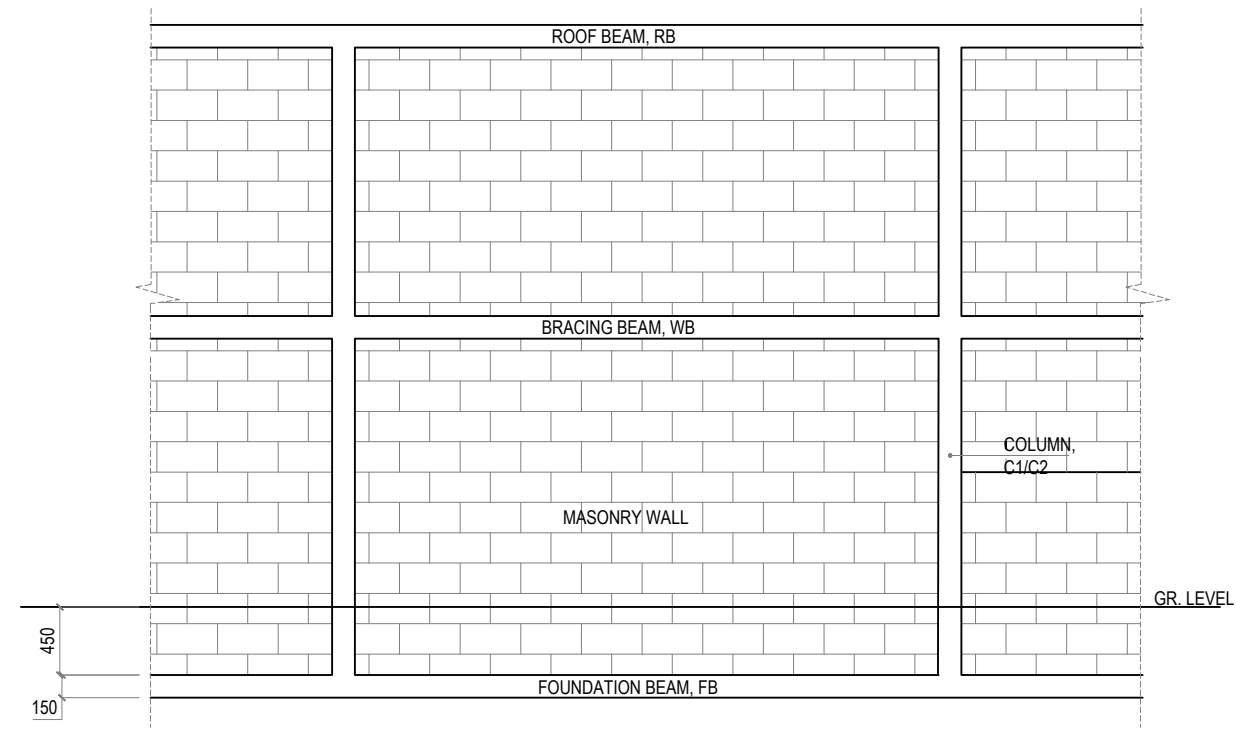 ROOF BEAM, RB
BRACING BEAM, WB
COLUMN,
C1/C2
MASONRY WALL
GR. LEVEL
450
FOUNDATION BEAM, FB
150